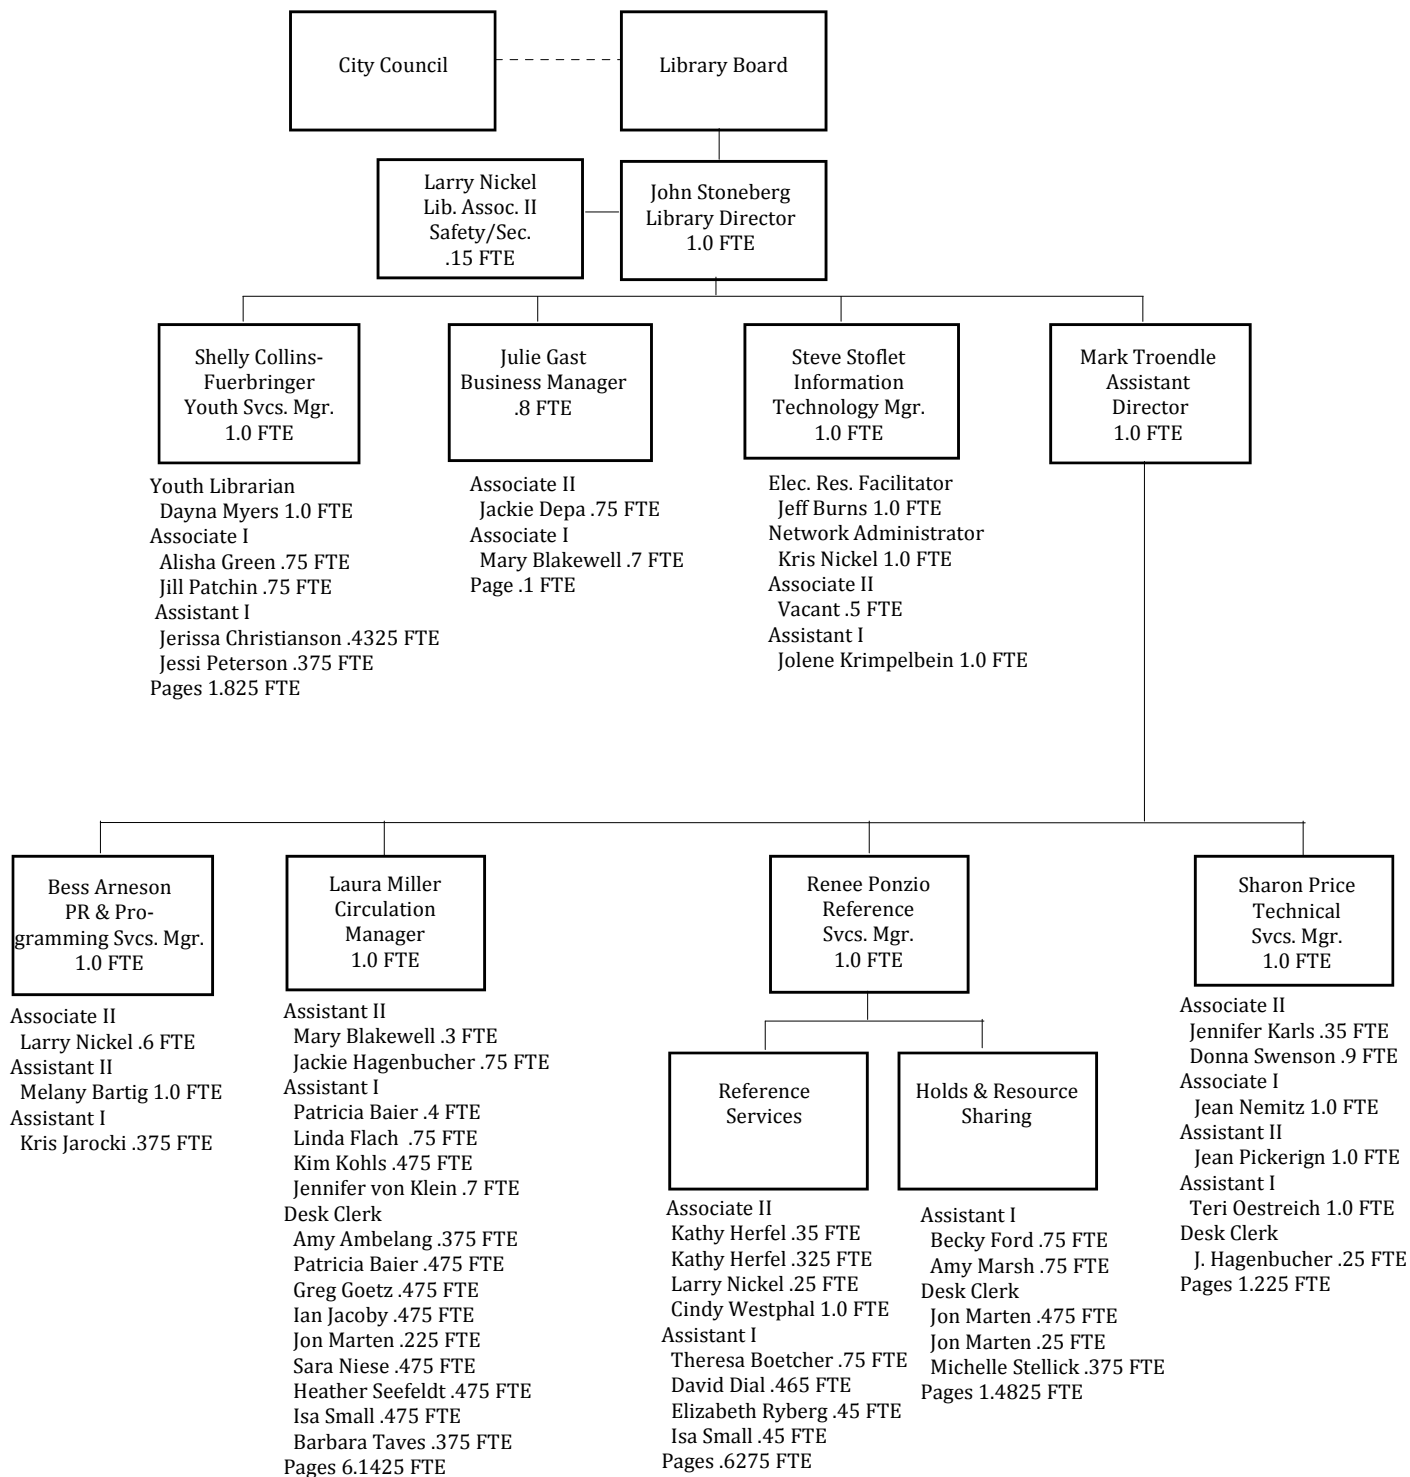 City Council
Library Board
Larry Nickel
Lib. Assoc. II
Safety/Sec.
.15 FTE
John Stoneberg
Library Director
1.0 FTE
Shelly Collins-
Fuerbringer
Youth Svcs. Mgr.
1.0 FTE
Julie Gast
Business Manager
.8 FTE
Steve Stoflet
Information
Technology Mgr.
1.0 FTE
Mark Troendle
Assistant
Director
1.0 FTE
Youth Librarian
Dayna Myers 1.0 FTE
Associate I
Alisha Green .75 FTE
Jill Patchin .75 FTE
Assistant I
Jerissa Christianson .4325 FTE
Jessi Peterson .375 FTE
Pages 1.825 FTE
Associate II
Jackie Depa .75 FTE
Associate I
Mary Blakewell .7 FTE
Page .1 FTE
Elec. Res. Facilitator
Jeff Burns 1.0 FTE
Network Administrator
Kris Nickel 1.0 FTE
Associate II
Vacant .5 FTE
Assistant I
Jolene Krimpelbein 1.0 FTE
Bess Arneson
PR & Pro-
gramming Svcs. Mgr.
1.0 FTE
Laura Miller
Circulation
Manager
1.0 FTE
Renee Ponzio
Reference
Svcs. Mgr.
1.0 FTE
Sharon Price
Technical
Svcs. Mgr.
1.0 FTE
Associate II
Larry Nickel .6 FTE
Assistant II
Melany Bartig 1.0 FTE
Assistant I
Kris Jarocki .375 FTE
Assistant II
Mary Blakewell .3 FTE
Jackie Hagenbucher .75 FTE
Assistant I
Patricia Baier .4 FTE
Linda Flach .75 FTE
Kim Kohls .475 FTE
Jennifer von Klein .7 FTE
Desk Clerk
Amy Ambelang .375 FTE
Patricia Baier .475 FTE
Greg Goetz .475 FTE
Ian Jacoby .475 FTE
Jon Marten .225 FTE
Sara Niese .475 FTE
Heather Seefeldt .475 FTE
Isa Small .475 FTE
Barbara Taves .375 FTE
Pages 6.1425 FTE
Reference
Services
Holds & Resource
Sharing
Associate II
Kathy Herfel .35 FTE
Kathy Herfel .325 FTE
Larry Nickel .25 FTE
Cindy Westphal 1.0 FTE
Assistant I
Theresa Boetcher .75 FTE
David Dial .465 FTE
Elizabeth Ryberg .45 FTE
Isa Small .45 FTE
Pages .6275 FTE
Assistant I
Becky Ford .75 FTE
Amy Marsh .75 FTE
Desk Clerk
Jon Marten .475 FTE
Jon Marten .25 FTE
Michelle Stellick .375 FTE
Pages 1.4825 FTE
Associate II
Jennifer Karls .35 FTE
Donna Swenson .9 FTE
Associate I
Jean Nemitz 1.0 FTE
Assistant II
Jean Pickerign 1.0 FTE
Assistant I
Teri Oestreich 1.0 FTE
Desk Clerk
J. Hagenbucher .25 FTE
Pages 1.225 FTE